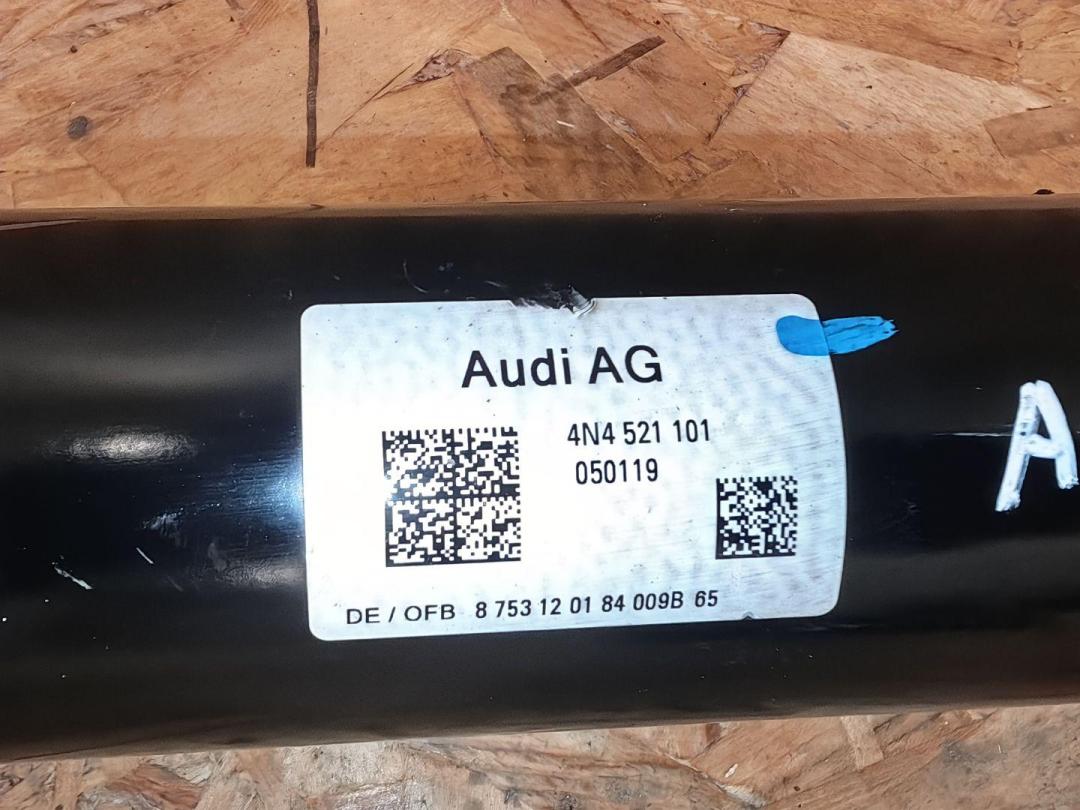 Audi AG
4N4 521 101
050119
DE / OFB 8 753 12 01 84 009B 65
A